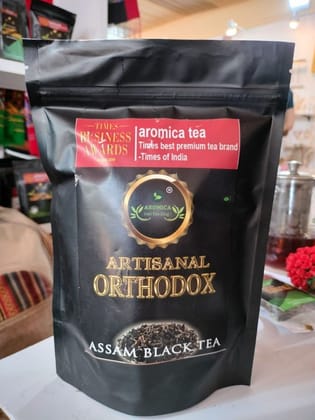 TIMES
BUSINESS
AWARDS
aromica tea
Times best premium tea brand
-Times of India
®
AROMICA
ARTISANAL
ORTHODOX
ASSAM BLACK TEA